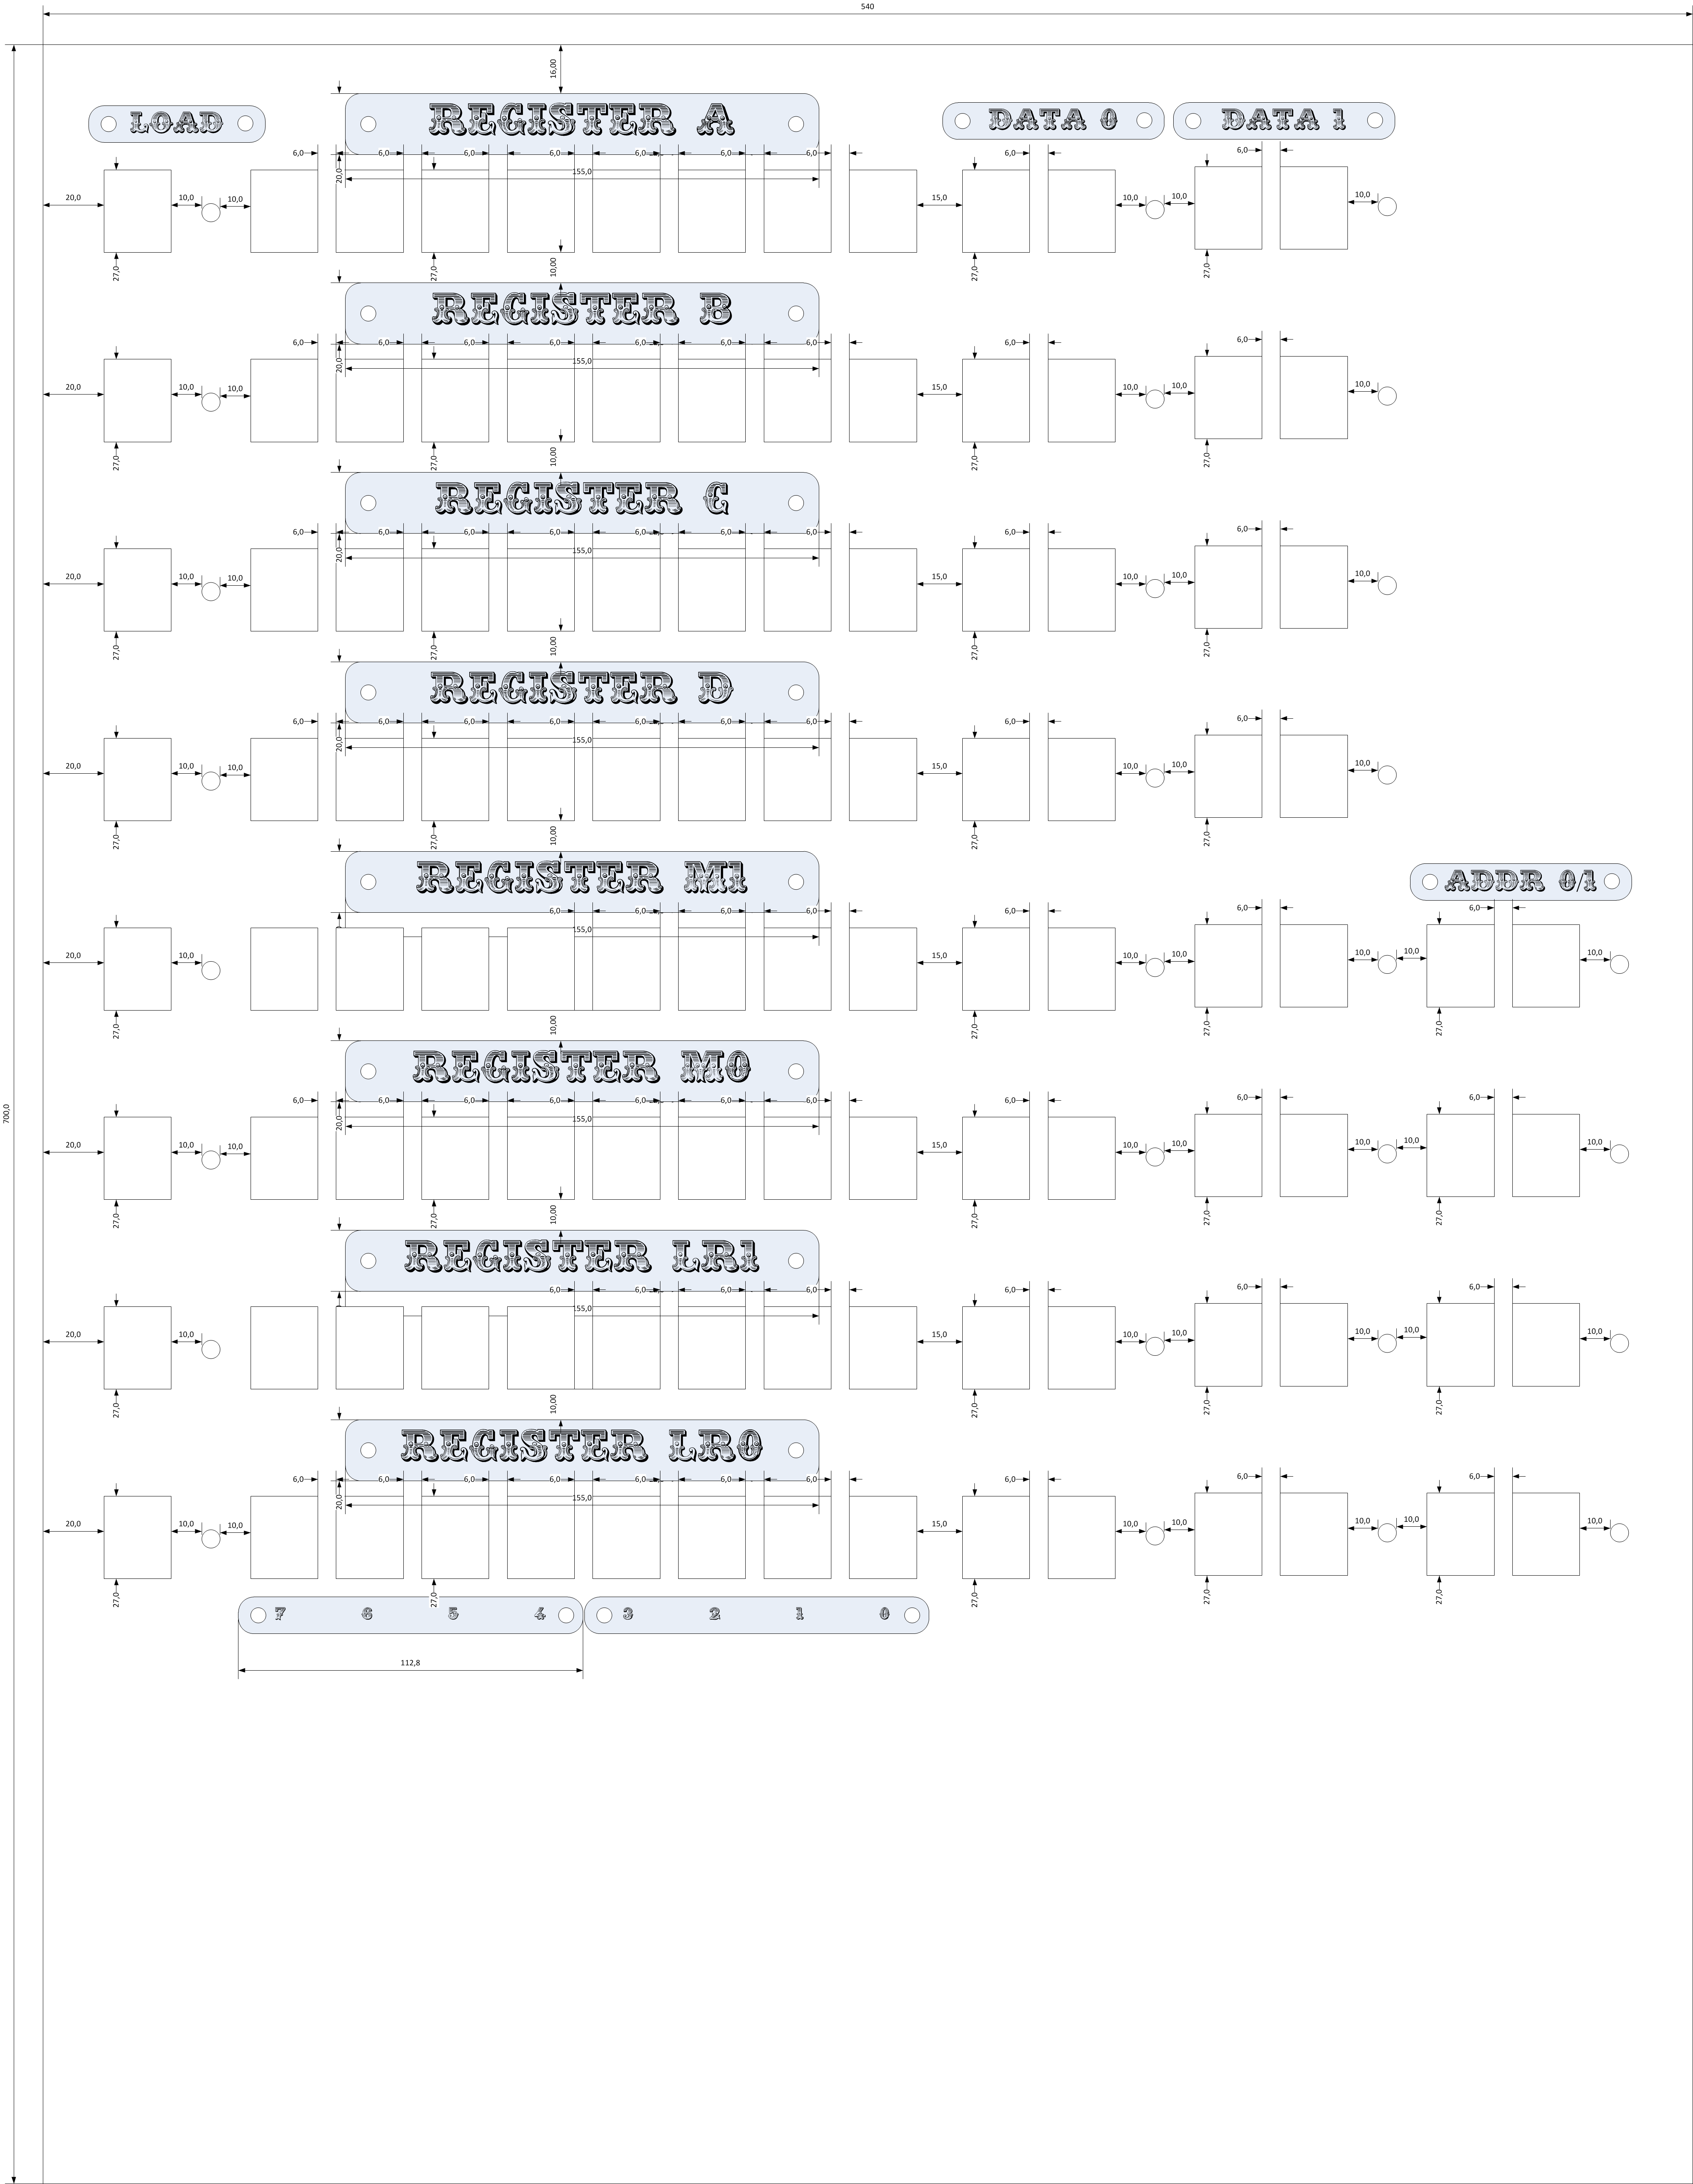 540
16,00
LOAD REGISTER A DATA 0 DATA 1
6,0 6,0 6,0 6,0 6,0 6,0 6,0 6,0 6,0
20,0 155,0
20,0 10,0 10,0 15,0 10,0 10,0 10,0
27,0 27,0 10,00 27,0 27,0
REGISTER B
6,0 6,0 6,0 6,0 6,0 6,0 6,0 6,0 6,0
20,0 155,0
20,0 10,0 10,0 15,0 10,0 10,0 10,0
27,0 27,0 10,00 27,0 27,0
REGISTER C
6,0 6,0 6,0 6,0 6,0 6,0 6,0 6,0 6,0
20,0 155,0
20,0 10,0 10,0 15,0 10,0 10,0 10,0
27,0 27,0 10,00 27,0 27,0
REGISTER D
6,0 6,0 6,0 6,0 6,0 6,0 6,0 6,0 6,0
20,0 155,0
20,0 10,0 10,0 15,0 10,0 10,0 10,0
27,0 27,0 10,00 27,0 27,0
REGISTER M1 ADDR 0/1
6,0 6,0 6,0 6,0 6,0 6,0 6,0
155,0
20,0 10,0 15,0 10,0 10,0 10,0 10,0 10,0
27,0 10,00 27,0 27,0 27,0
REGISTER M0
6,0 6,0 6,0 6,0 6,0 6,0 6,0 6,0 6,0 6,0
700,0
20,0 155,0
20,0 10,0 10,0 15,0 10,0 10,0 10,0 10,0 10,0
27,0 27,0 10,00 27,0 27,0 27,0
REGISTER LR1
6,0 6,0 6,0 6,0 6,0 6,0 6,0
155,0
20,0 10,0 15,0 10,0 10,0 10,0 10,0 10,0
27,0 10,00 27,0 27,0 27,0
REGISTER LR0
6,0 6,0 6,0 6,0 6,0 6,0 6,0 6,0 6,0 6,0
20,0 155,0
20,0 10,0 10,0 15,0 10,0 10,0 10,0 10,0 10,0
27,0 27,0 27,0 27,0 27,0
7 6 5 4 3 2 1 0
112,8